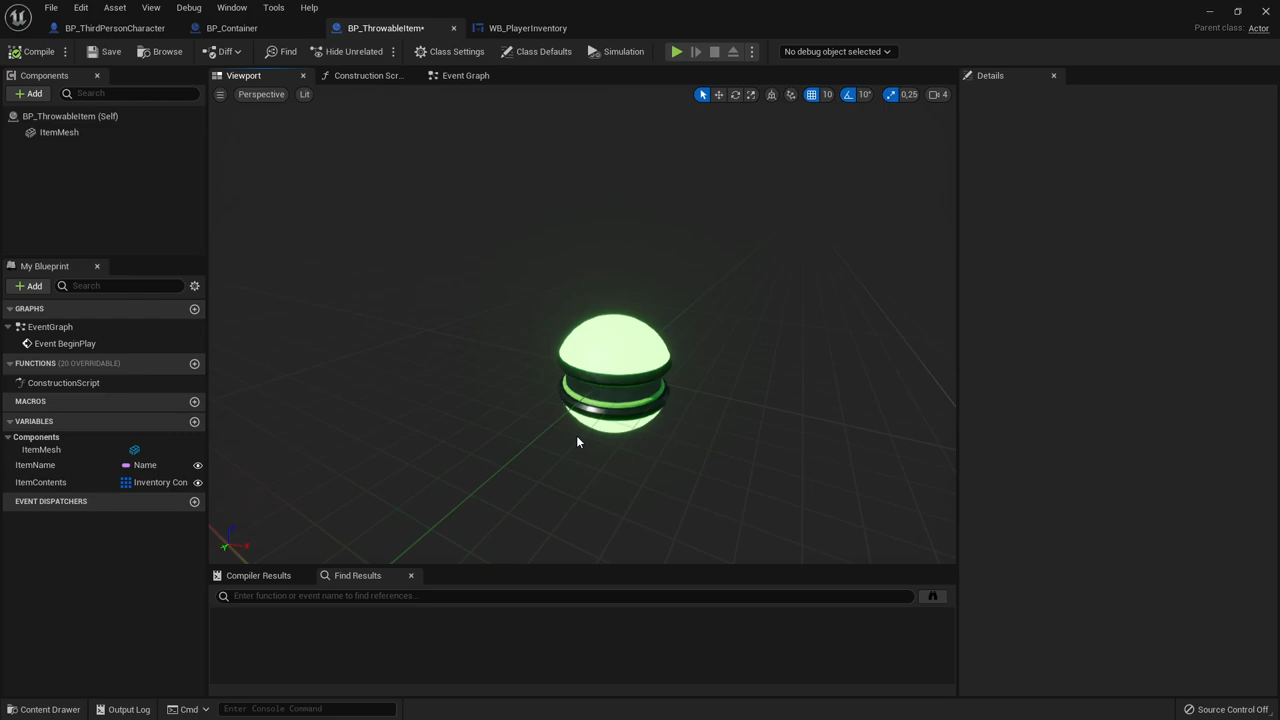 File Edit Asset View Debug Window Tools Help
BP_ThirdPersonCharacter BP_Container BP_ThrowableItem* WB_PlayerInventory
Parent class: Actor
Compile Save Browse Diff Find Hide Unrelated Class Settings Class Defaults Simulation No debug object selected
Components Viewport Construction Scr... Event Graph Details
Add Search Perspective Lit 10 10° 0,25 4
BP_ThrowableItem (Self)
ItemMesh
My Blueprint
Add Search
GRAPHS
EventGraph
Event BeginPlay
FUNCTIONS (20 OVERRIDABLE)
ConstructionScript
MACROS
VARIABLES
Components
ItemMesh
ItemName Name
ItemContents Inventory Con
EVENT DISPATCHERS
Compiler Results Find Results
Enter function or event name to find references...
Content Drawer Output Log Cmd Enter Console Command Source Control Off